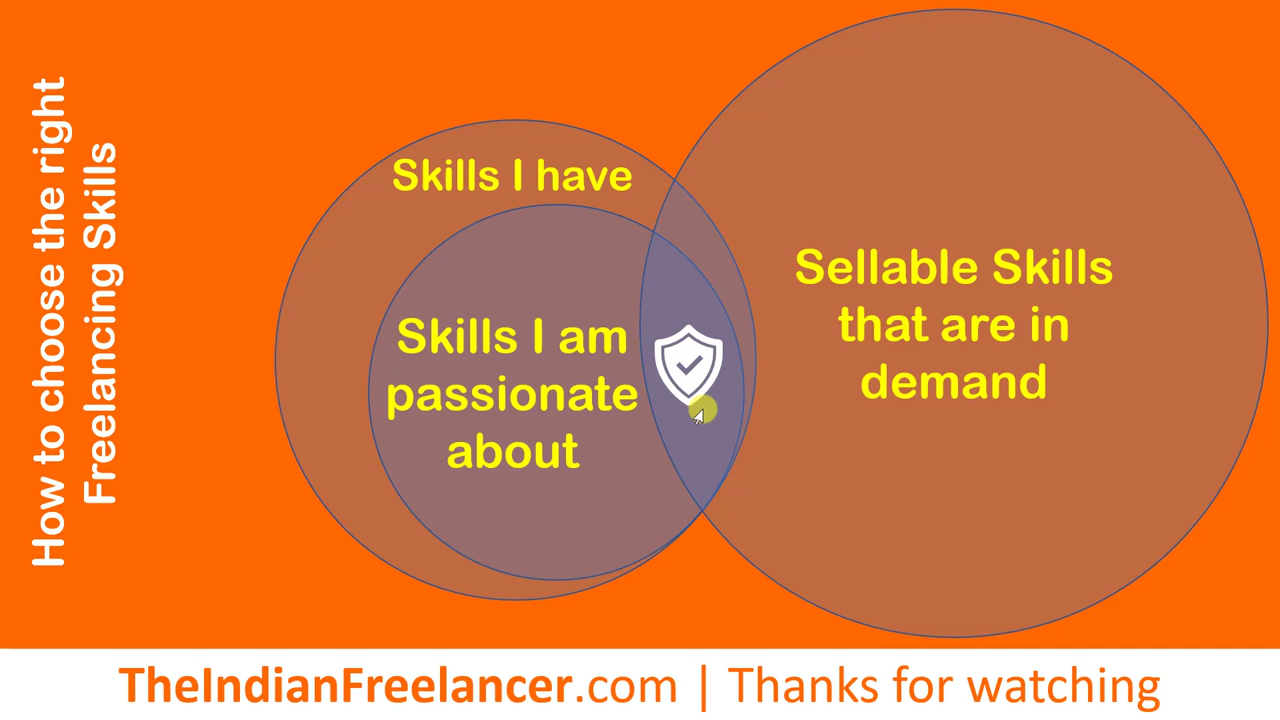 How to choose the right
Freelancing Skills
Skills I have
Skills I am
passionate
about
Sellable Skills
that are in
demand
TheIndianFreelancer.com | Thanks for watching